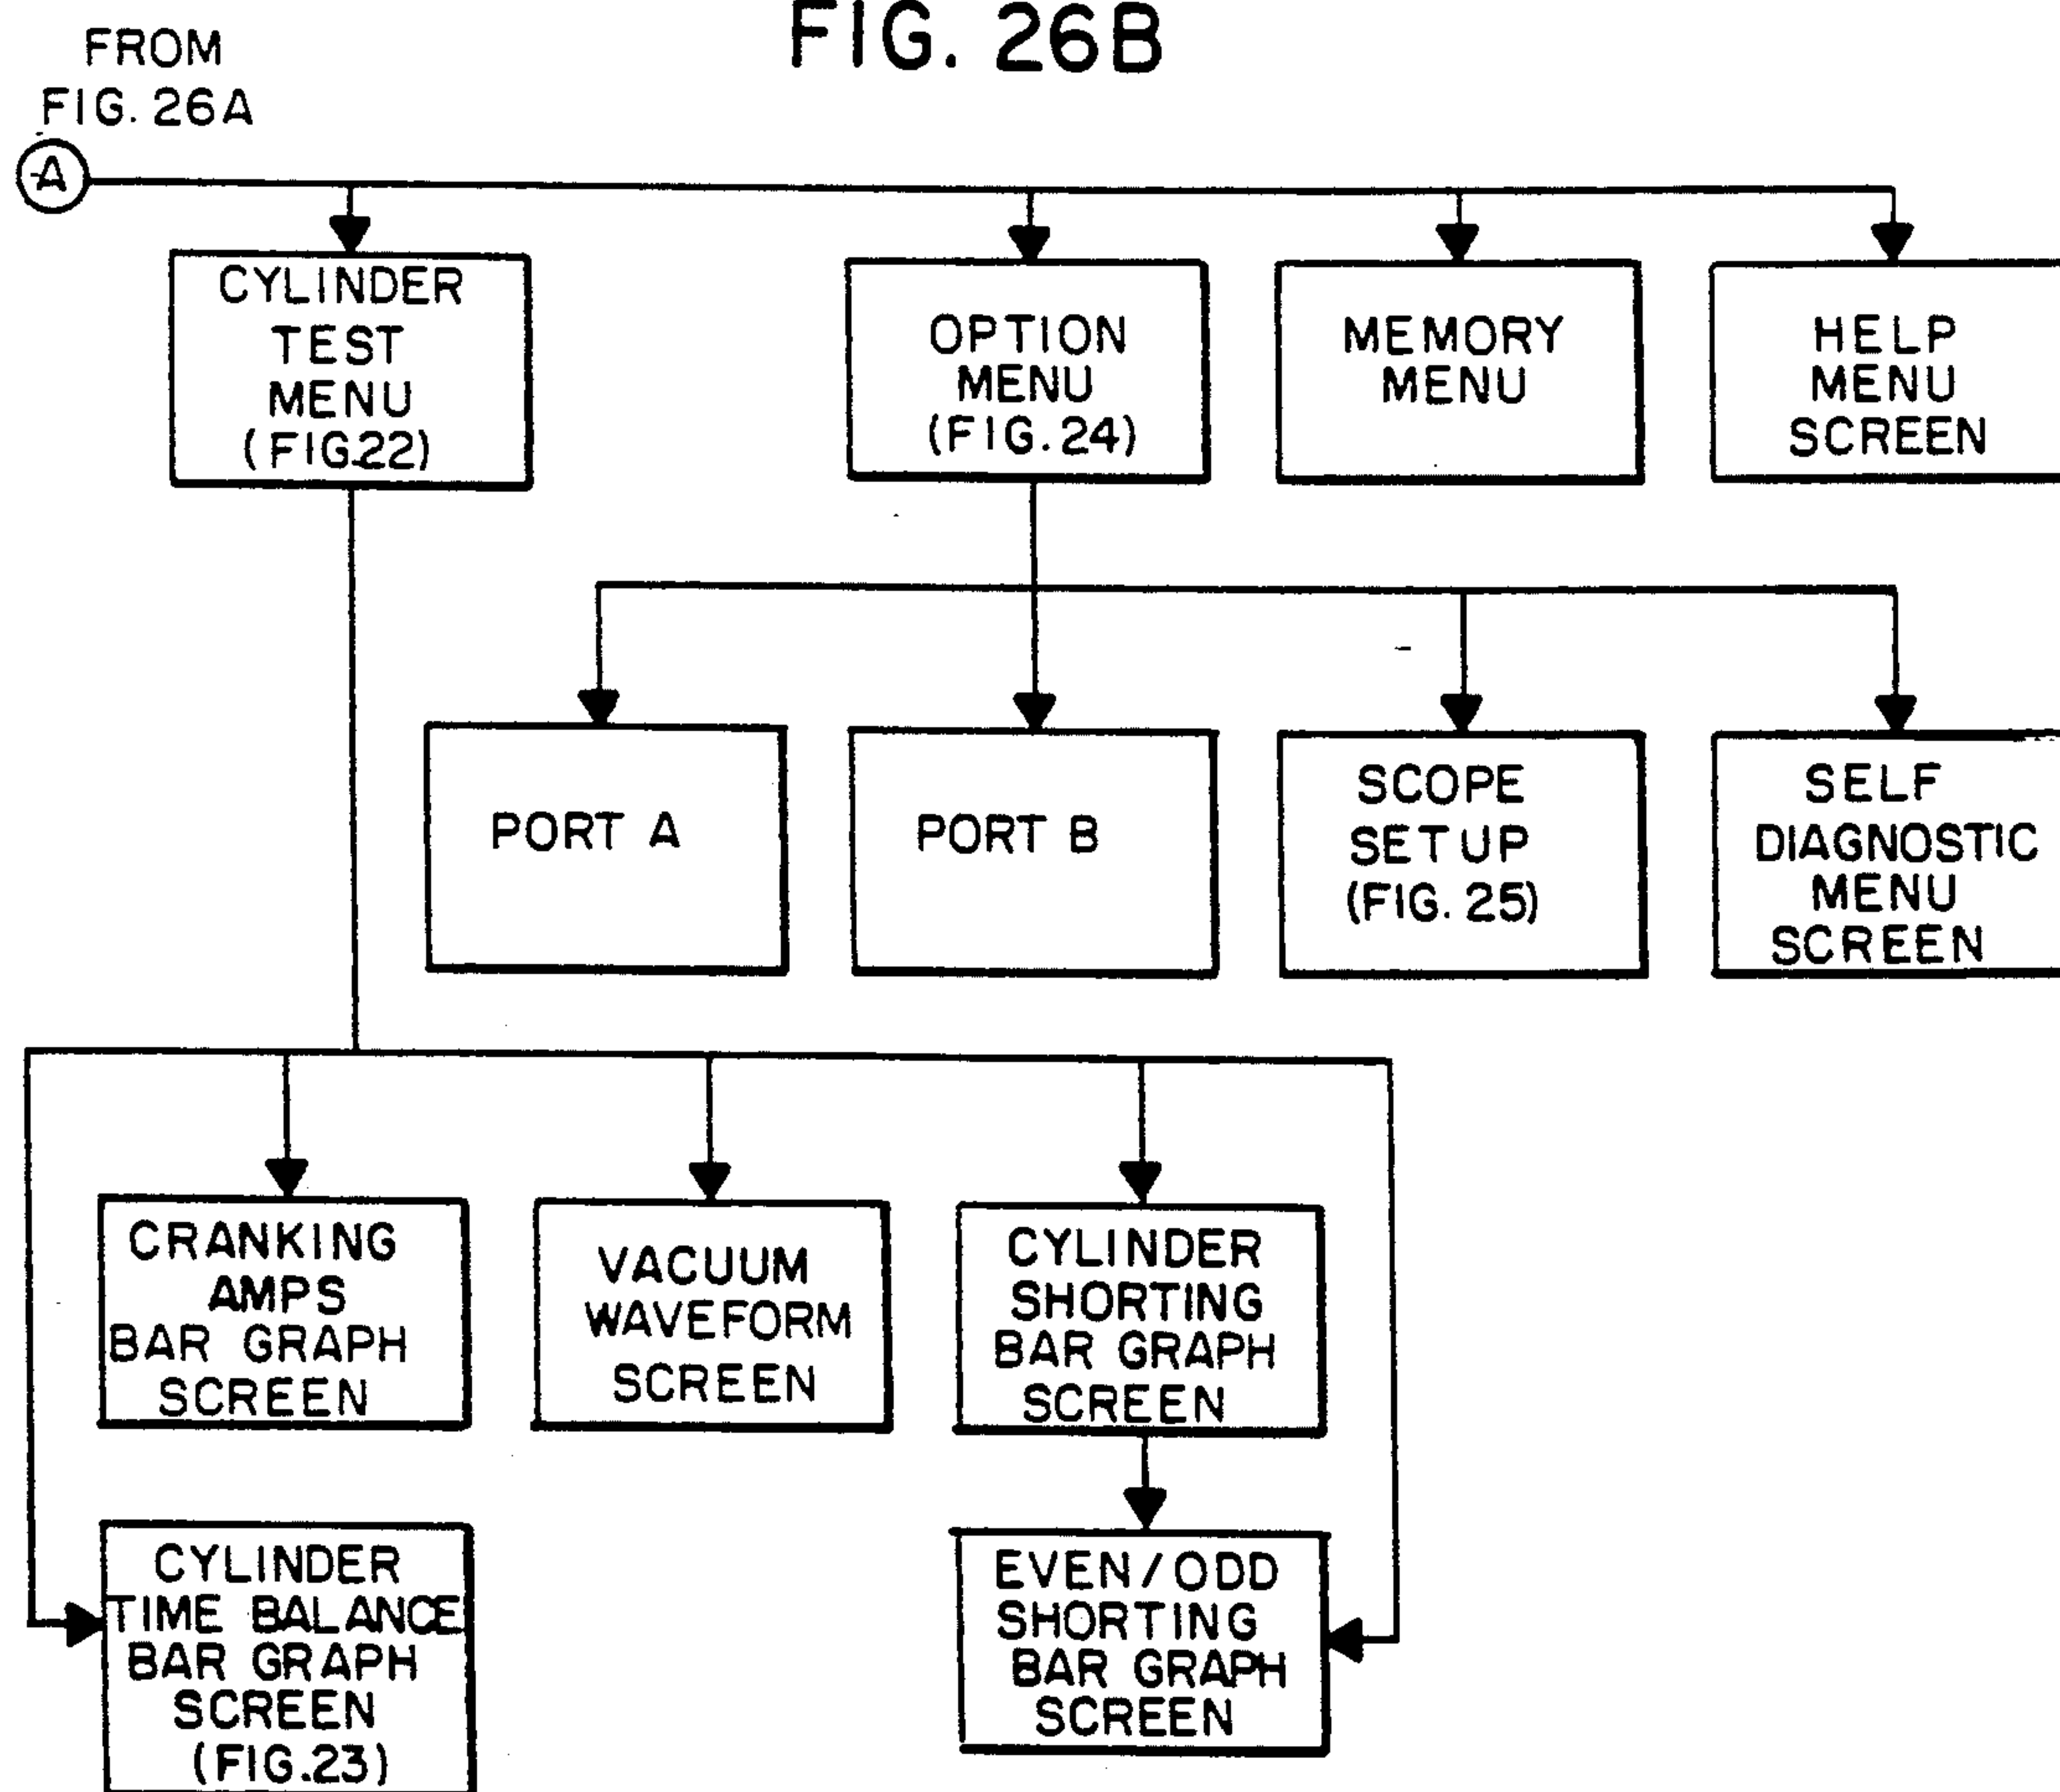 FIG. 26B
FROM
FIG. 26A
A
CYLINDER
TEST
MENU
(FIG.22)
OPTION
MENU
(FIG. 24)
MEMORY
MENU
HELP
MENU
SCREEN
PORT A
PORT B
SCOPE
SETUP
(FIG. 25)
SELF
DIAGNOSTIC
MENU
SCREEN
CRANKING
AMPS
BAR GRAPH
SCREEN
VACUUM
WAVEFORM
SCREEN
CYLINDER
SHORTING
BAR GRAPH
SCREEN
CYLINDER
TIME BALANCE
BAR GRAPH
SCREEN
(FIG.23)
EVEN/ODD
SHORTING
BAR GRAPH
SCREEN